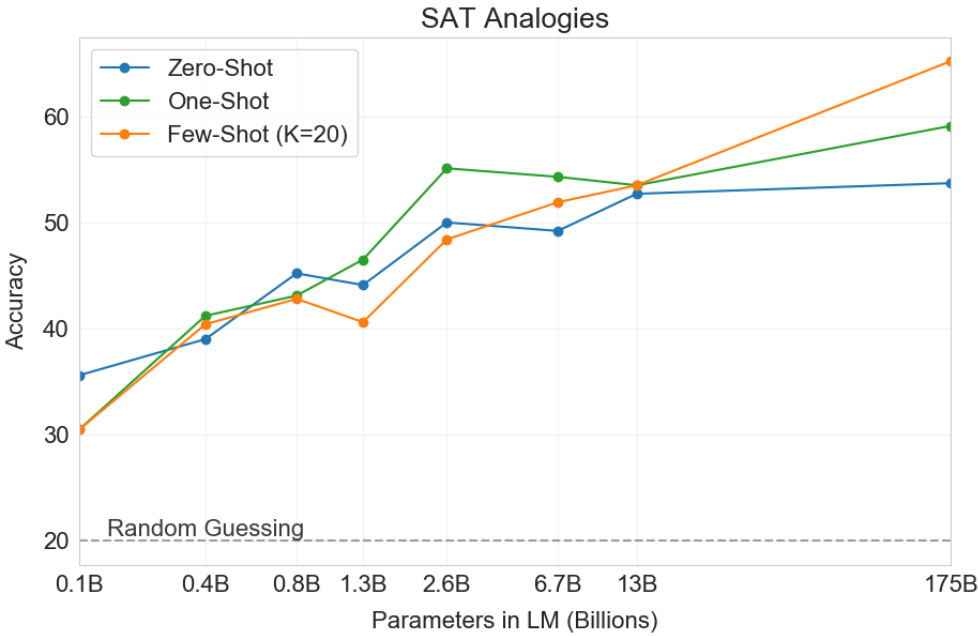 SAT Analogies
Zero-Shot
One-Shot
Few-Shot (K=20)
60
50
40
30
20
Accuracy
Random Guessing
0.1B 0.4B 0.8B 1.3B 2.6B 6.7B 13B 175B
Parameters in LM (Billions)